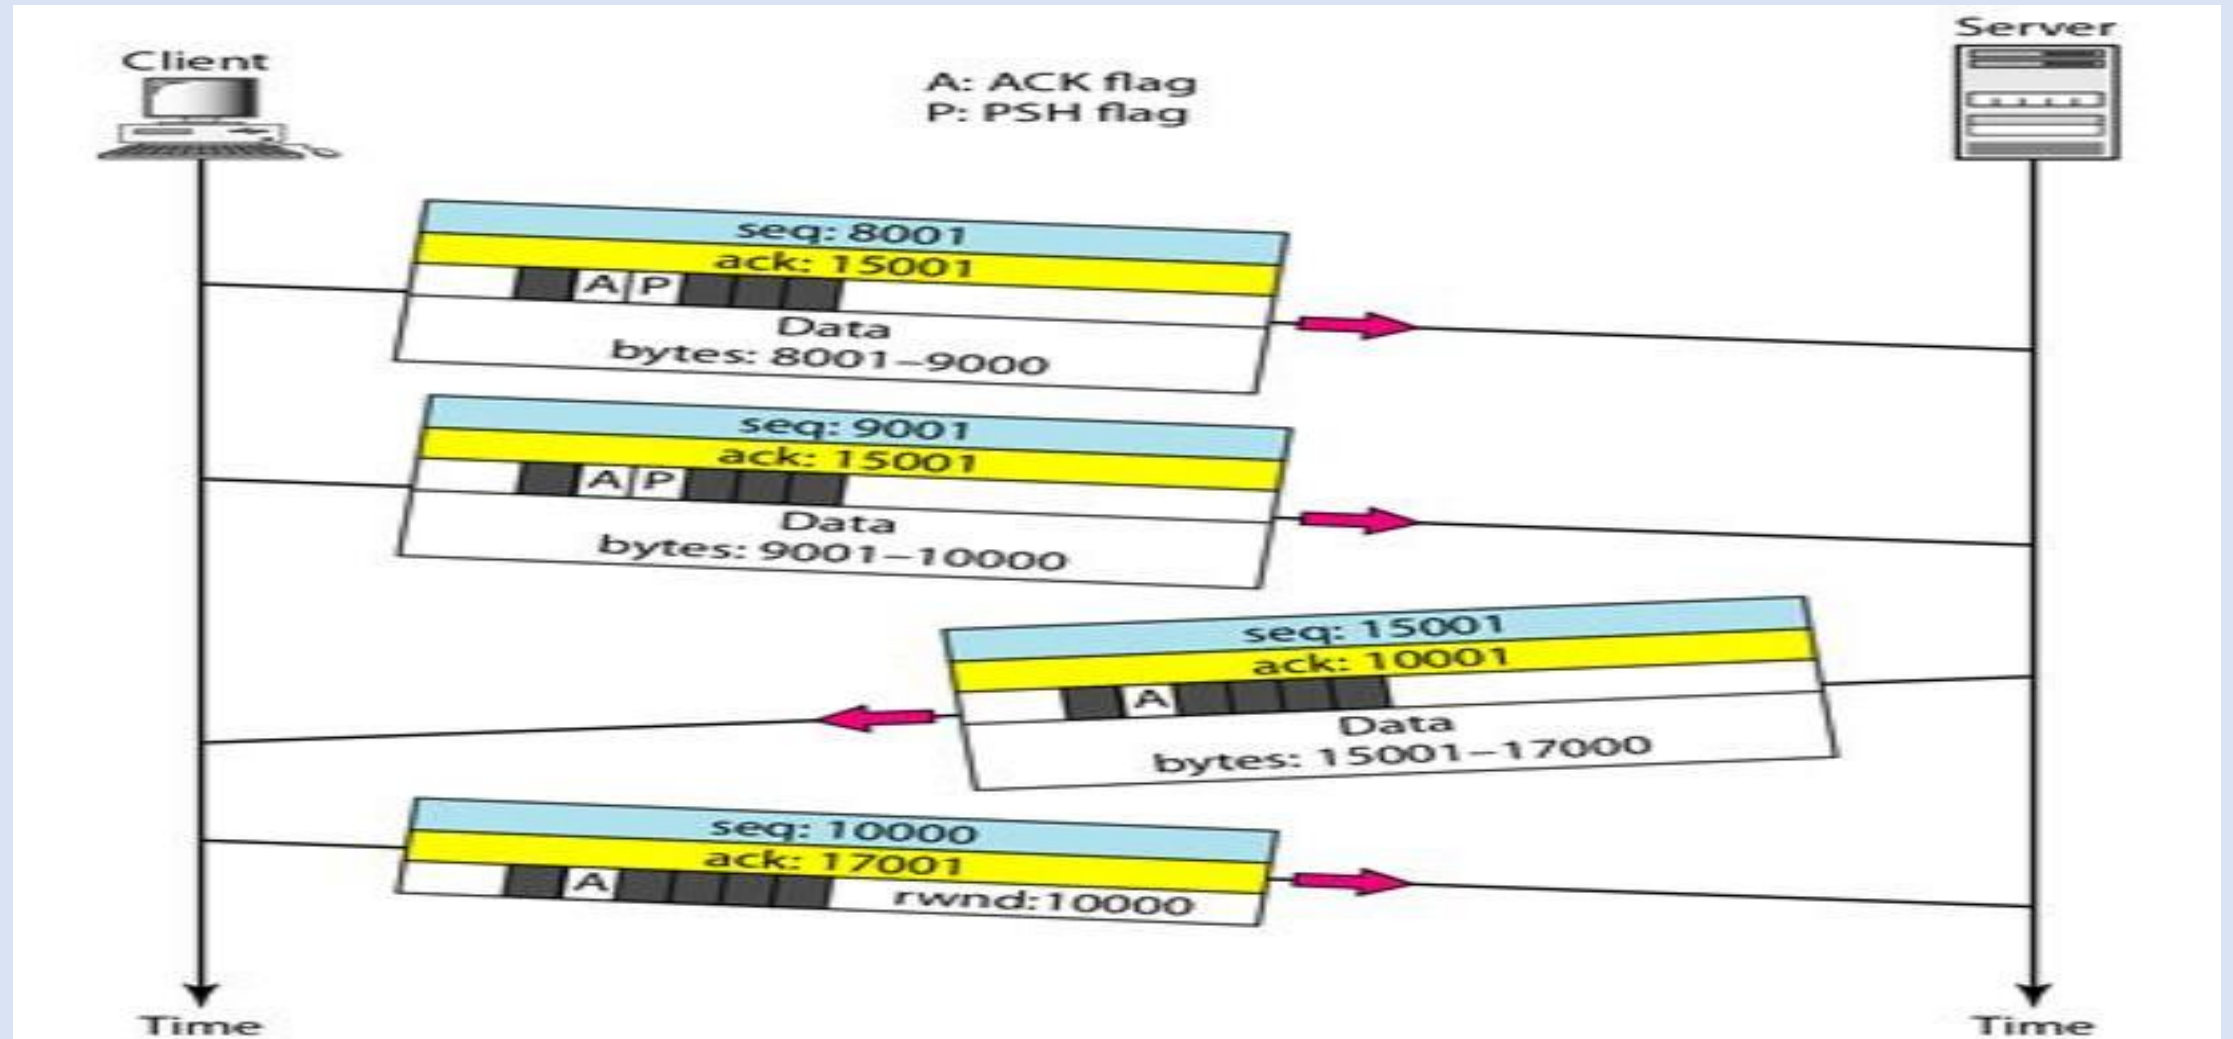 Client
Server
A: ACK flag
P: PSH flag
seq: 8001
ack: 15001
A P
Data
bytes: 8001–9000
seq: 9001
ack: 15001
A P
Data
bytes: 9001–10000
seq: 15001
ack: 10001
A
Data
bytes: 15001–17000
seq: 10000
ack: 17001
A rwnd:10000
Time
Time